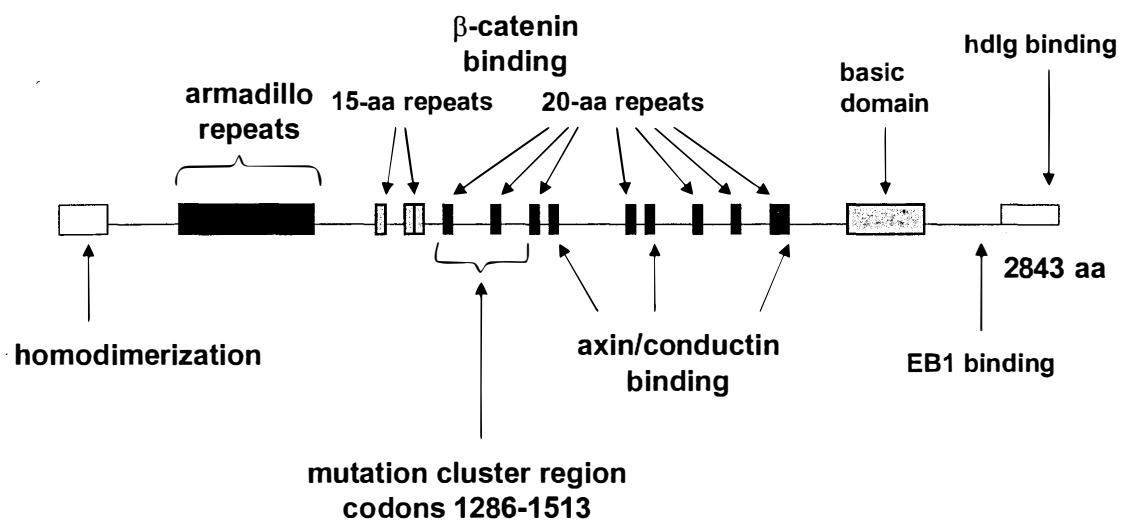 β-catenin
binding
hdlg binding
armadillo
repeats
15-aa repeats
20-aa repeats
basic
domain
2843 aa
homodimerization
axin/conductin
binding
EB1 binding
mutation cluster region
codons 1286-1513